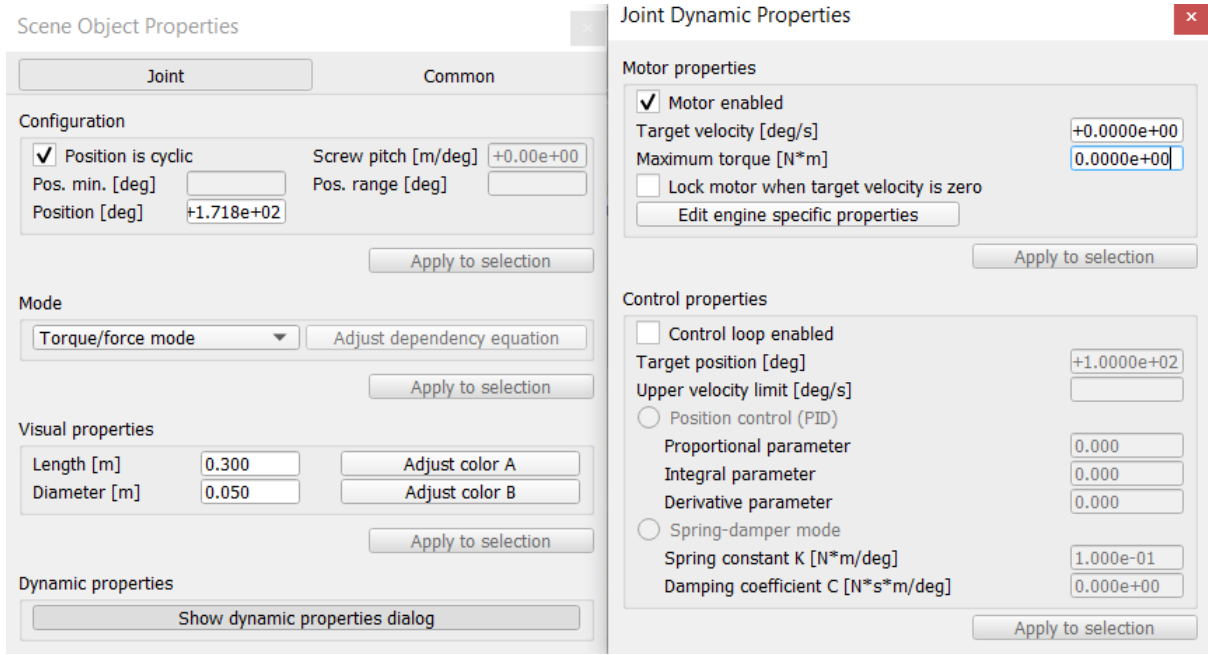 Scene Object Properties
Joint Common
Configuration
Position is cyclic Screw pitch [m/deg] +0.00e+00
Pos. min. [deg] Pos. range [deg]
Position [deg] +1.718e+02
Apply to selection
Mode
Torque/force mode Adjust dependency equation
Apply to selection
Visual properties
Length [m] 0.300 Adjust color A
Diameter [m] 0.050 Adjust color B
Apply to selection
Dynamic properties
Show dynamic properties dialog
Joint Dynamic Properties
Motor properties
Motor enabled
Target velocity [deg/s] +0.0000e+00
Maximum torque [N*m] 0.0000e+00
Lock motor when target velocity is zero
Edit engine specific properties
Apply to selection
Control properties
Control loop enabled
Target position [deg] +1.0000e+02
Upper velocity limit [deg/s]
Position control (PID)
Proportional parameter 0.000
Integral parameter 0.000
Derivative parameter 0.000
Spring-damper mode
Spring constant K [N*m/deg] 1.000e-01
Damping coefficient C [N*s*m/deg] 0.000e+00
Apply to selection